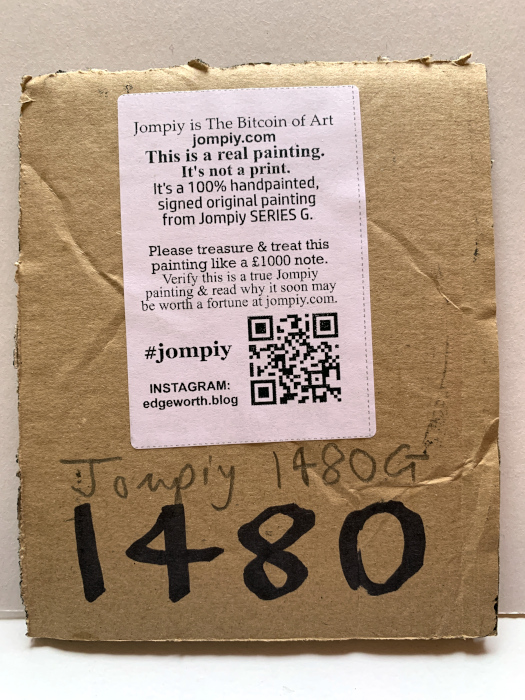 Jompiy is The Bitcoin of Art
jompiy.com
This is a real painting.
It's not a print.
It's a 100% handpainted,
signed original painting
from Jompiy SERIES G.
Please treasure & treat this
painting like a £1000 note.
Verify this is a true Jompiy
painting & read why it soon may
be worth a fortune at jompiy.com.
#jompiy
INSTAGRAM:
edgeworth.blog
Jompiy 1480G
1480